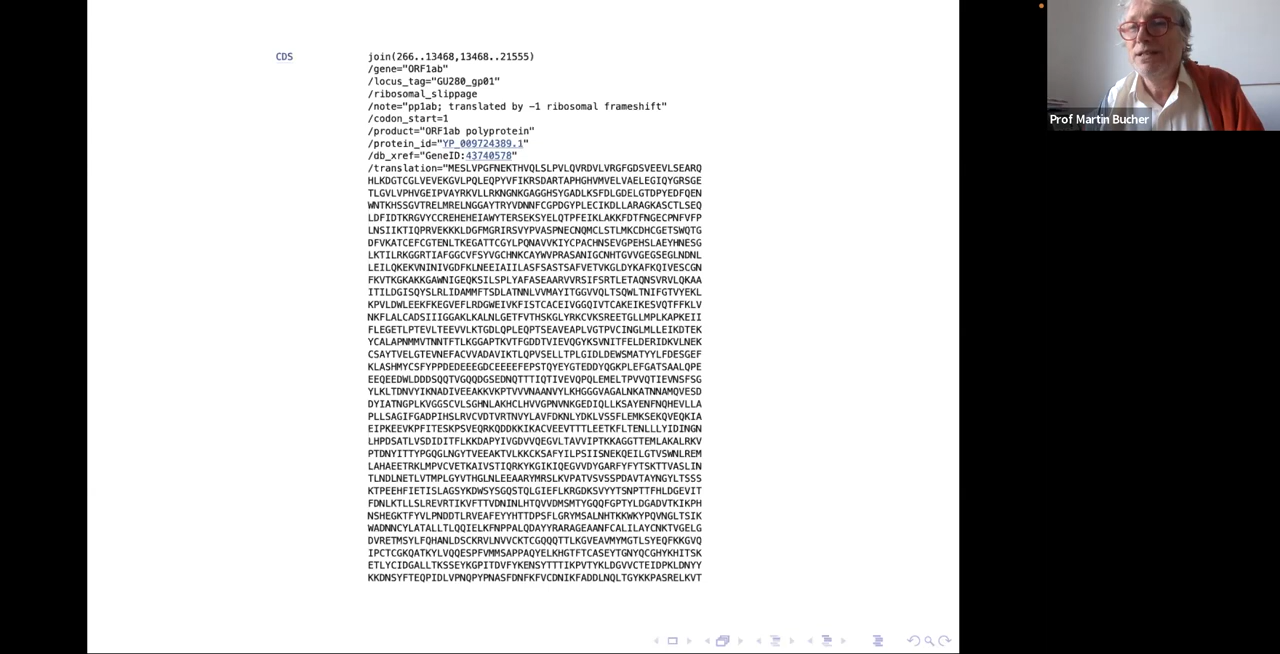 CDS join(266..13468,13468..21555)
/gene="ORF1ab"
/locus_tag="GU280_gp01"
/ribosomal_slippage
/note="pp1ab; translated by -1 ribosomal frameshift"
/codon_start=1
/product="ORF1ab polyprotein"
/protein_id="YP_009724389.1"
/db_xref="GeneID:43740578"
/translation="MESLVPGFNEKTHVQLSLPVLQVRDVLVRGFGDSVEEVLSEARQ
HLKDGTCGLVEVEKGVLPQLEQPYVFIKRSDARTAPHGHVMVELVAELEGIQYGRSGE
TLGVLVPHVGEIPVAYRKVLLRKNGNKGAGGHSYGADLKSFDLGDELGTDPYEDFQEN
WNTKHSSGVTRELMRELNGGAYTRYVDNNFCGPDGYPLECIKDLLARAGKASCTLSEQ
LDFIDTKRGVYCCREHEHEIAWYTERSEKSYELQTPFEIKLAKKFDTFNGECPNFVFP
LNSIIKTIQPRVEKKKLDGFMGRIRSVYPVASPNECNQMCLSTLMKCDHCGETSWQTG
DFVKATCEFCGTENLTKEGATTCGYLPQNAVVKIYCPACHNSEVGPEHSLAEYHNESG
LKTILRKGGRTIAFGGCVFSYVGCHNKCAYWVPRASANIGCNHTGVVGEGSEGLNDNL
LEILQKEKVNINIVGDFKLNEEIAIILASFSASTSAFVETVKGLDYKAFKQIVESCGN
FKVTKGKAKKGAWNIGEQKSILSPLYAFASEAARVVRSIFSRTLETAQNSVRVLQKAA
ITILDGISQYSLRLIDAMMFTSDLATNNLVVMAYITGGVVQLTSQWLTNIFGTVYEKL
KPVLDWLEEKFKEGVEFLRDGWEIVKFISTCACEIVGGQIVTCAKEIKESVQTFFKLV
NKFLALCADSIIIGGAKLKALNLGETFVTHSKGLYRKCVKSREETGLLMPLKAPKEII
FLEGETLPTEVLTEEVVLKTGDLQPLEQPTSEAVEAPLVGTPVCINGLMLLEIKDTEK
YCALAPNMMVTNNTFTLKGGAPTKVTFGDDTVIEVQGYKSVNITFELDERIDKVLNEK
CSAYTVELGTEVNEFACVVADAVIKTLQPVSELLTPLGIDLDEWSMATYYLFDESGEF
KLASHMYCSFYPPDEDEEEGDCEEEEFEPSTQYEYGTEDDYQGKPLEFGATSAALQPE
EEQEEDWLDDDSQQTVGQQDGSEDNQTTTIQTIVEVQPQLEMELTPVVQTIEVNSFSG
YLKLTDNVYIKNADIVEEAKKVKPTVVVNAANVYLKHGGGVAGALNKATNNAMQVESD
DYIATNGPLKVGGSCVLSGHNLAKHCLHVVGPNVNKGEDIQLLKSAYENFNQHEVLLA
PLLSAGIFGADPIHSLRVCVDTVRTNVYLAVFDKNLYDKLVSSFLEMKSEKQVEQKIA
EIPKEEVKPFITESKPSVEQRKQDDKKIKACVEEVTTTLEETKFLTENLLLYIDINGN
LHPDSATLVSDIDITFLKKDAPYIVGDVVQEGVLTAVVIPTKKAGGTTEMLAKALRKV
PTDNYITTYPGQGLNGYTVEEAKTVLKKCKSAFYILPSIISNEKQEILGTVSWNLREM
LAHAEETRKLMPVCVETKAIVSTIQRKYKGIKIQEGVVDYGARFYFYTSKTTVASLIN
TLNDLNETLVTMPLGYVTHGLNLEEAARYMRSLKVPATVSVSSPDAVTAYNGYLTSSS
KTPEEHFIETISLAGSYKDWSYSGQSTQLGIEFLKRGDKSVYYTSNPTTFHLDGEVIT
FDNLKTLLSLREVRTIKVFTTVDNINLHTQVVDMSMTYGQQFGPTYLDGADVTKIKPH
NSHEGKTFYVLPNDDTLRVEAFEYYHTTDPSFLGRYMSALNHTKKWKYPQVNGLTSIK
WADNNCYLATALLTLQQIELKFNPPALQDAYYRARAGEAANFCALILAYCNKTVGELG
DVRETMSYLFQHANLDSCKRVLNVVCKTCGQQQTTLKGVEAVMYMGTLSYEQFKKGVQ
IPCTCGKQATKYLVQQESPFVMMSAPPAQYELKHGTFTCASEYTGNYQCGHYKHITSK
ETLYCIDGALLTKSSEYKGPITDVFYKENSYTTTIKPVTYKLDGVVCTEIDPKLDNYY
KKDNSYFTEQPIDLVPNQPYPNASFDNFKFVCDNIKFADDLNQLTGYKKPASRELKVT
Prof Martin Bucher